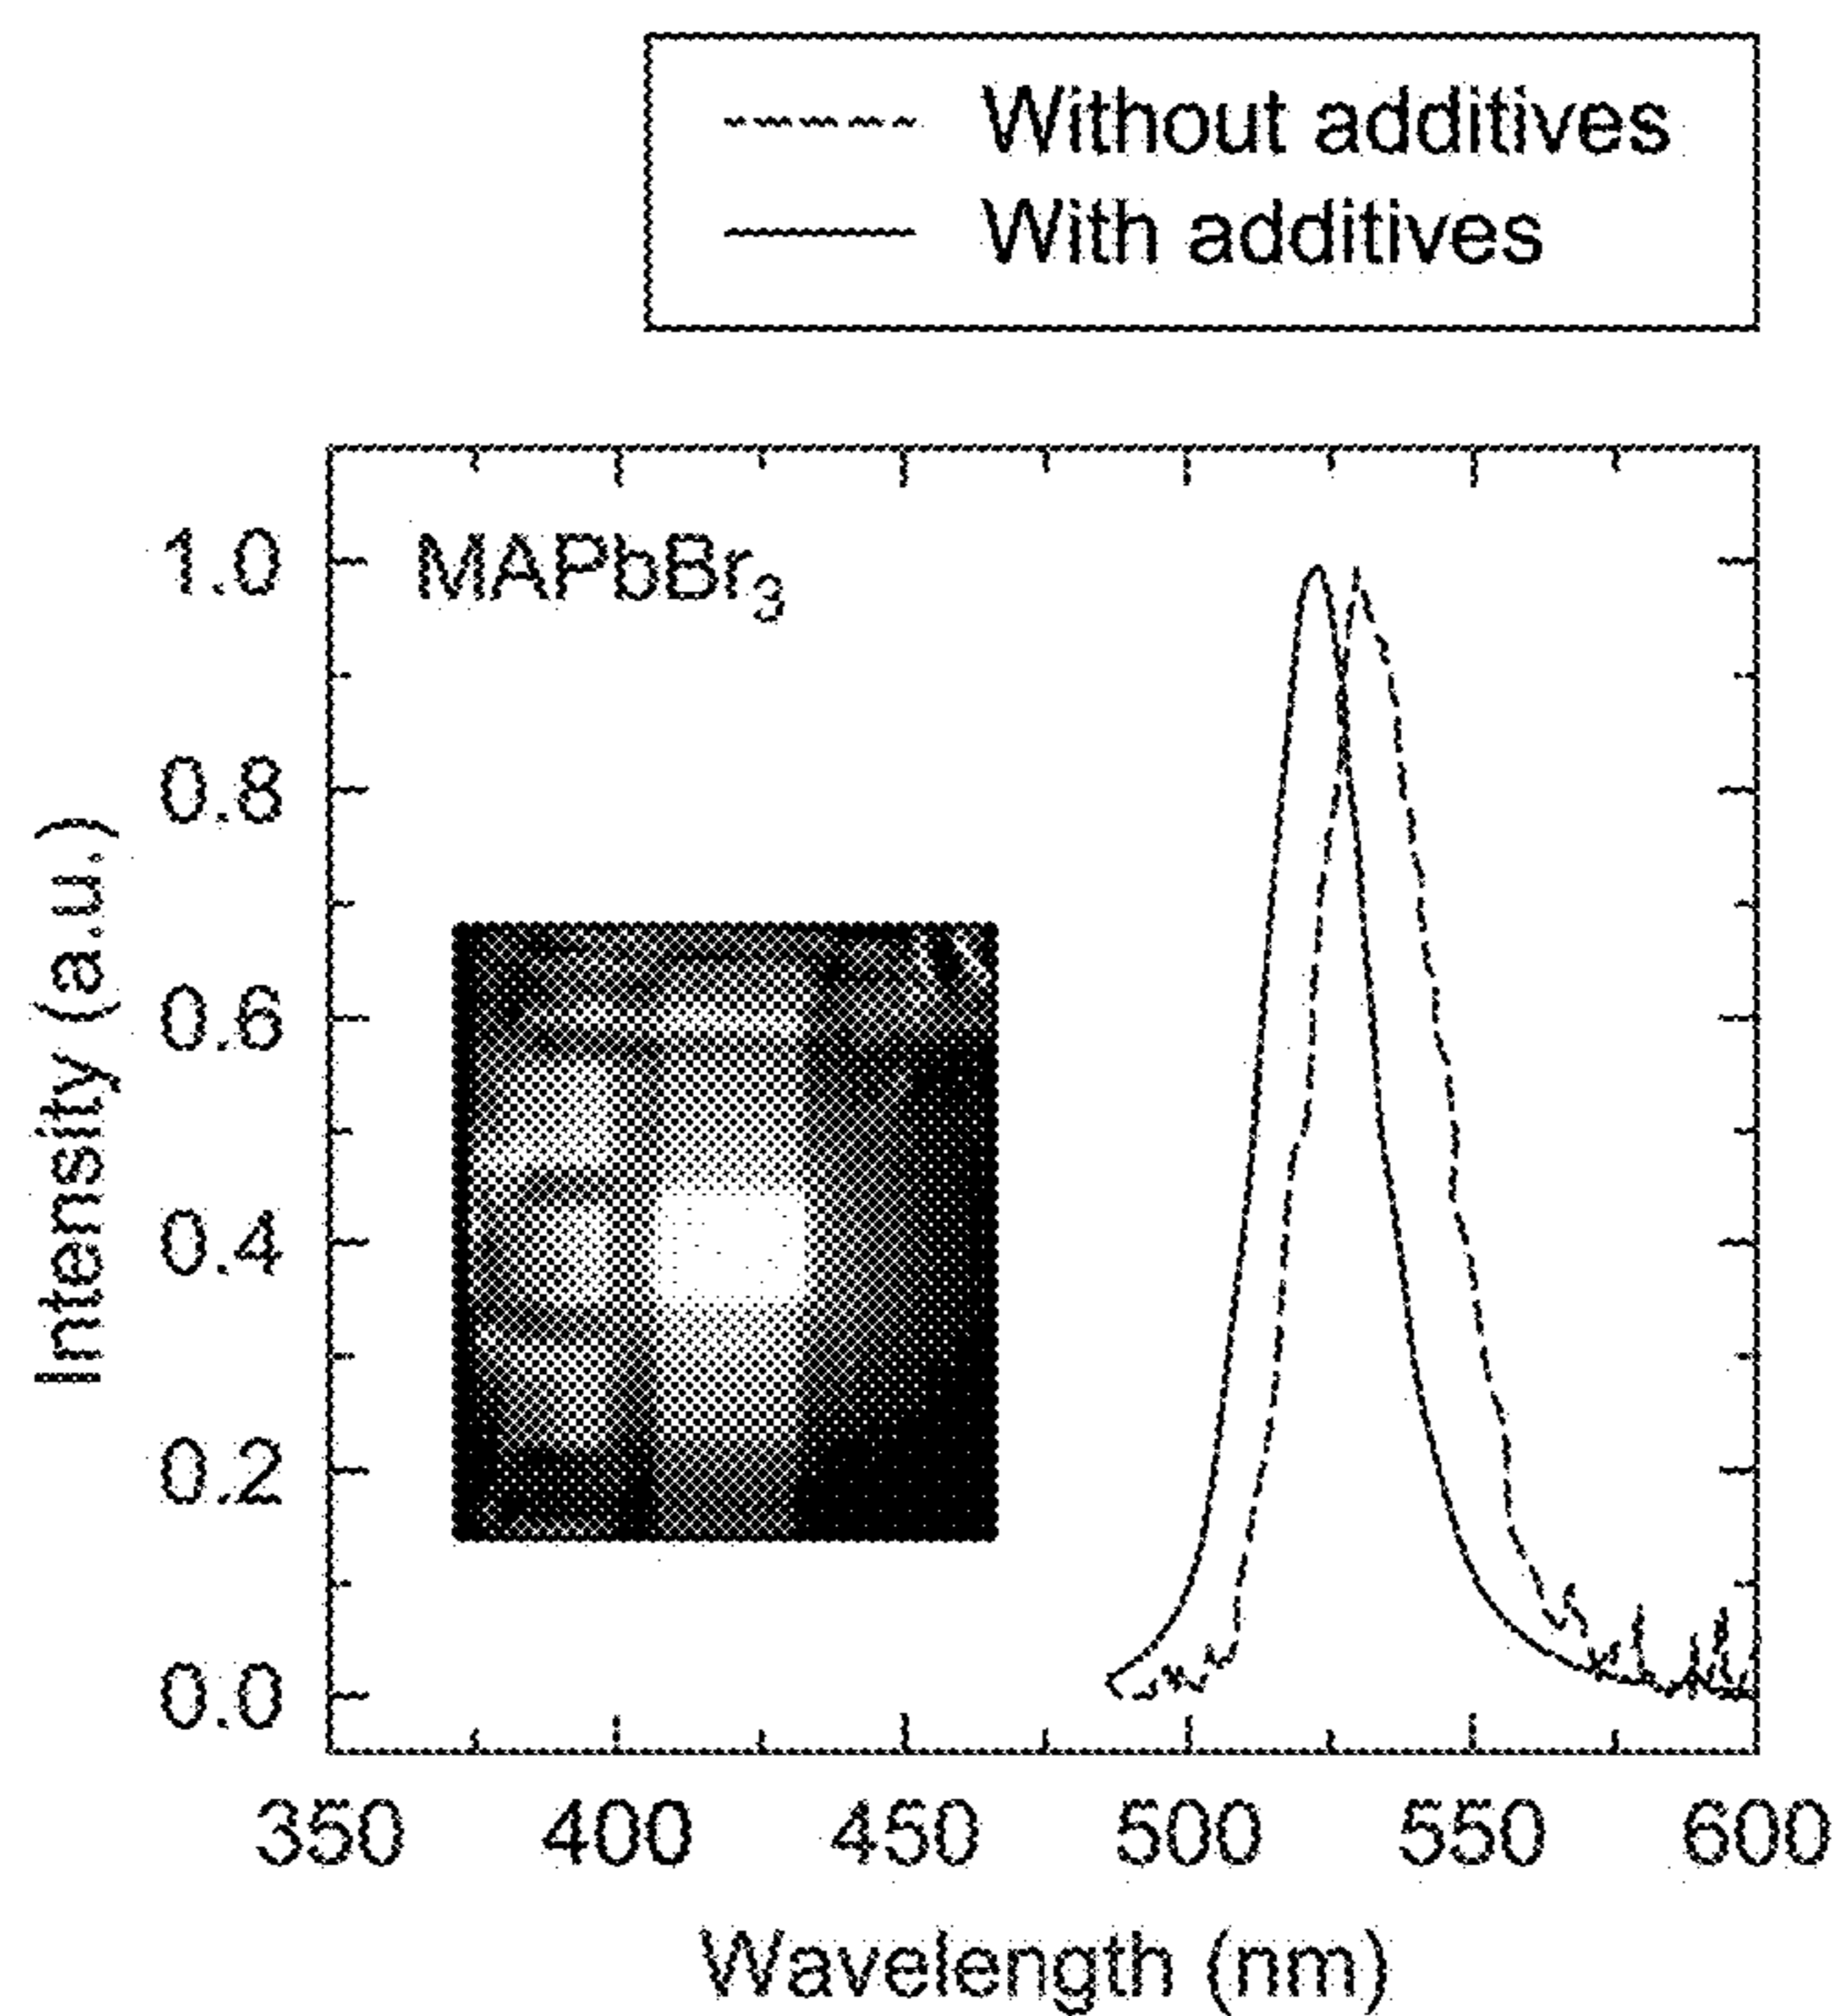 Without additives
With additives
MAPbBr₃
1.0
0.8
0.6
0.4
0.2
0.0
Intensity (a.u.)
350 400 450 500 550 600
Wavelength (nm)